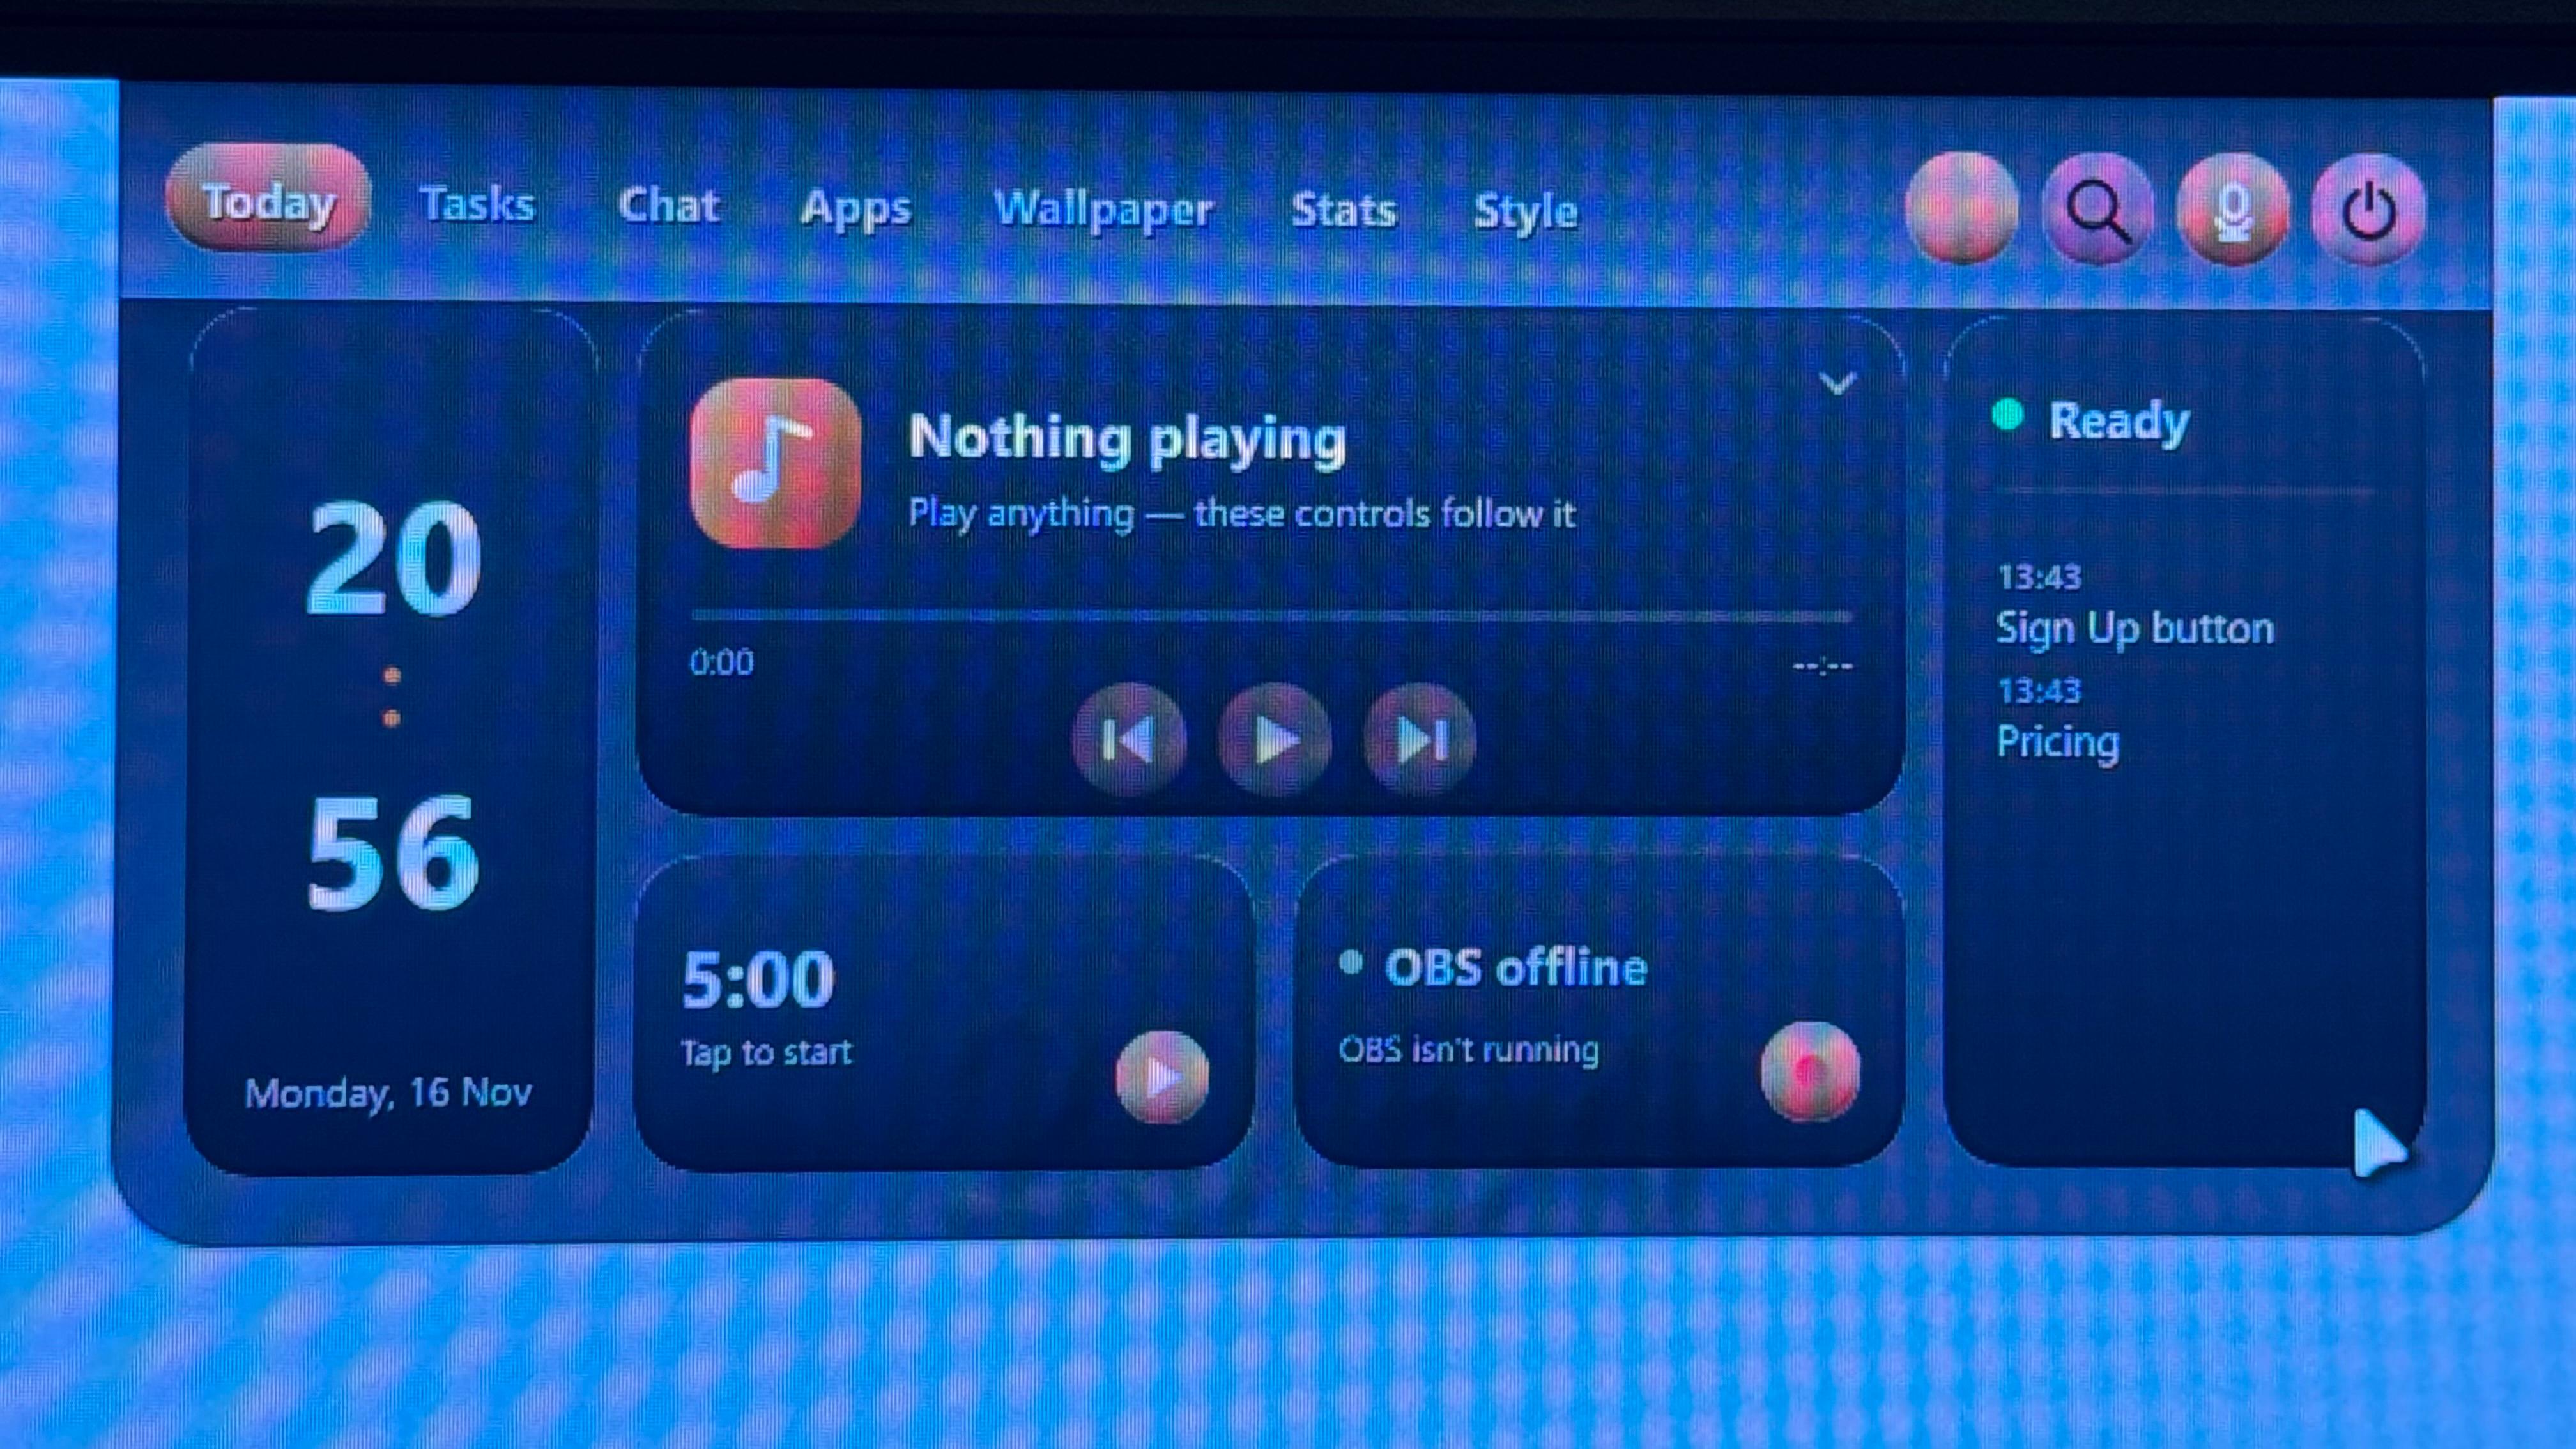 Today Tasks Chat Apps Wallpaper Stats Style
20
:
56
Monday, 16 Nov
Nothing playing
Play anything — these controls follow it
0:00 --:--
5:00
Tap to start
OBS offline
OBS isn't running
Ready
13:43
Sign Up button
13:43
Pricing